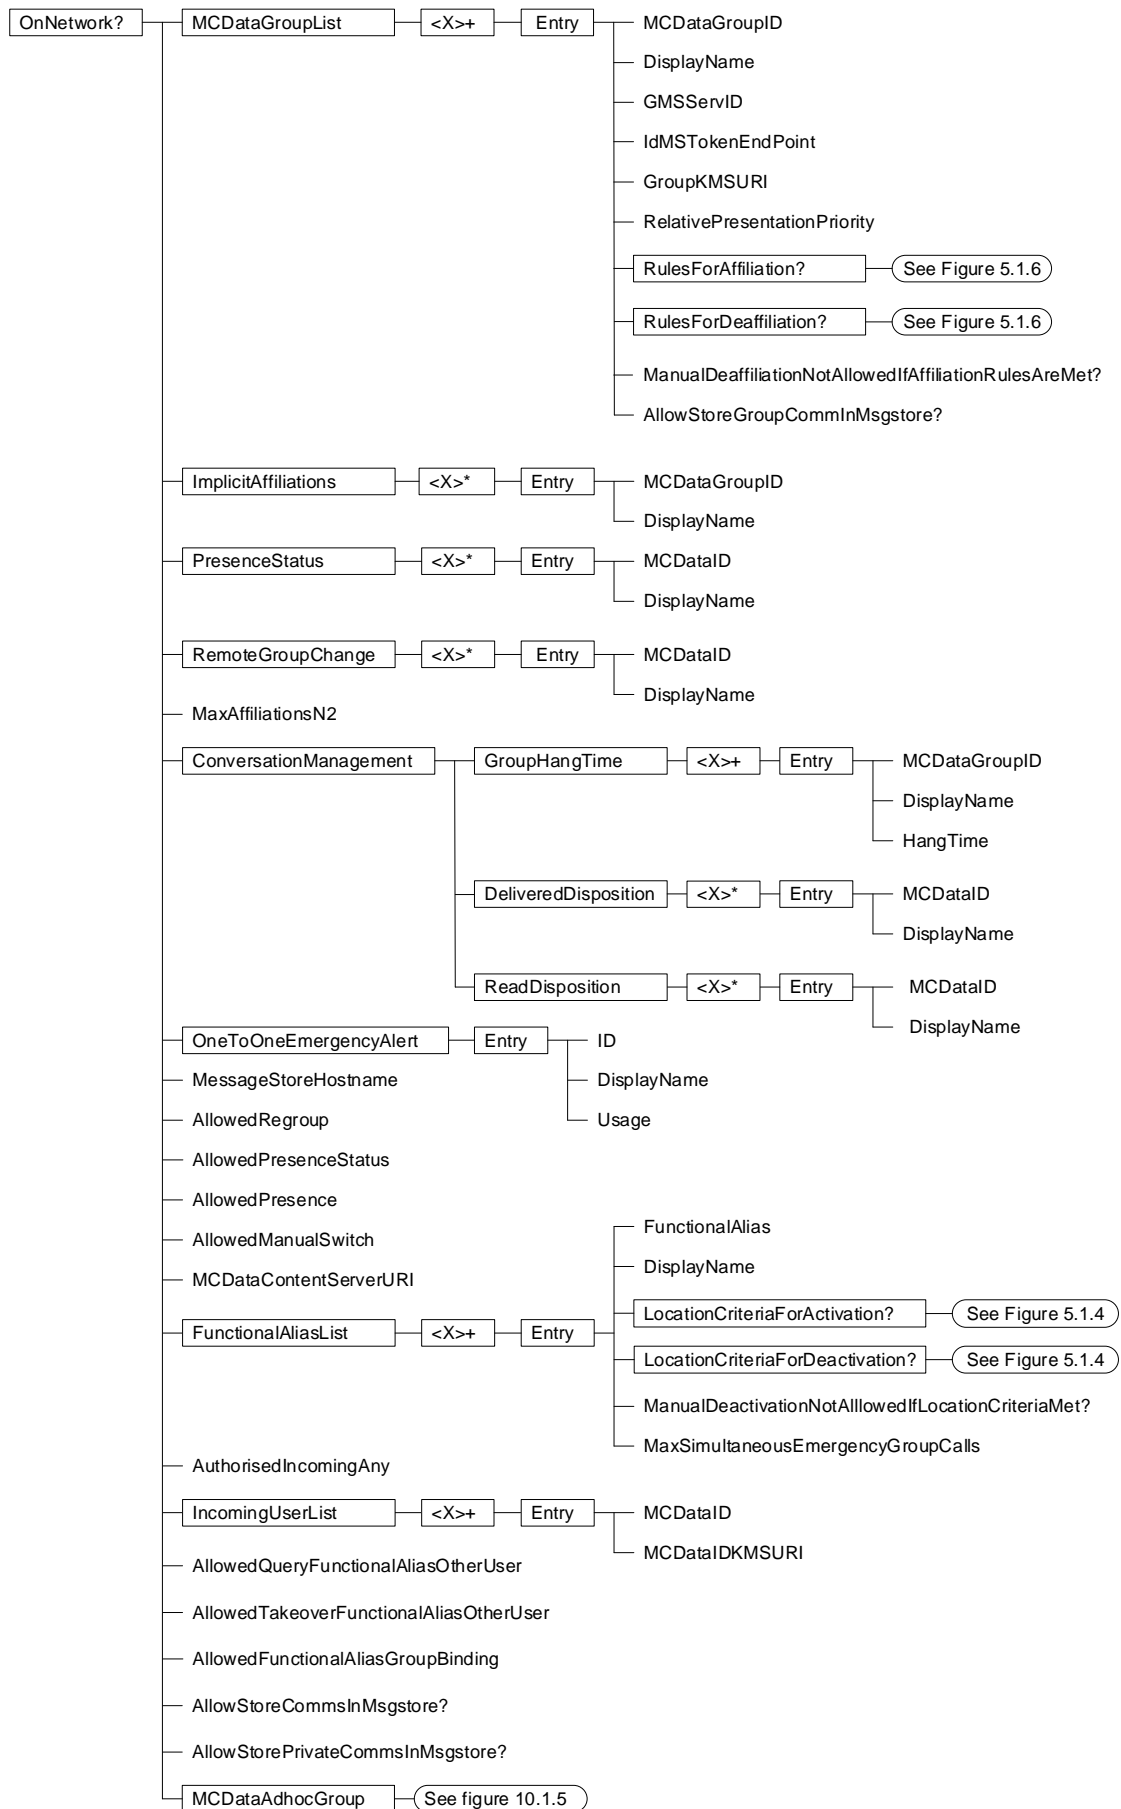 OnNetwork? MCDataGroupList <X>+ Entry MCDataGroupID
DisplayName
GMSServID
IdMSTokenEndPoint
GroupKMSURI
RelativePresentationPriority
RulesForAffiliation? See Figure 5.1.6
RulesForDeaffiliation? See Figure 5.1.6
ManualDeaffiliationNotAllowedIfAffiliationRulesAreMet?
AllowStoreGroupCommInMsgstore?
ImplicitAffiliations <X>* Entry MCDataGroupID
DisplayName
PresenceStatus <X>* Entry MCDataID
DisplayName
RemoteGroupChange <X>* Entry MCDataID
DisplayName
MaxAffiliationsN2
ConversationManagement GroupHangTime <X>+ Entry MCDataGroupID
DisplayName
HangTime
DeliveredDisposition <X>* Entry MCDataID
DisplayName
ReadDisposition <X>* Entry MCDataID
DisplayName
OneToOneEmergencyAlert Entry ID
MessageStoreHostname DisplayName
AllowedRegroup Usage
AllowedPresenceStatus
AllowedPresence
FunctionalAlias
AllowedManualSwitch
DisplayName
MCDataContentServerURI
LocationCriteriaForActivation? See Figure 5.1.4
FunctionalAliasList <X>+ Entry
LocationCriteriaForDeactivation? See Figure 5.1.4
ManualDeactivationNotAlllowedIfLocationCriteriaMet?
MaxSimultaneousEmergencyGroupCalls
AuthorisedIncomingAny
IncomingUserList <X>+ Entry MCDataID
MCDataIDKMSURI
AllowedQueryFunctionalAliasOtherUser
AllowedTakeoverFunctionalAliasOtherUser
AllowedFunctionalAliasGroupBinding
AllowStoreCommsInMsgstore?
AllowStorePrivateCommsInMsgstore?
MCDataAdhocGroup See figure 10.1.5